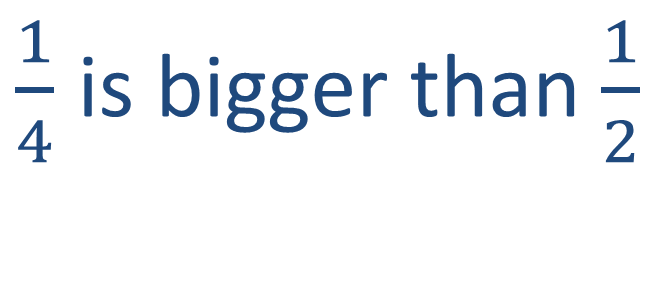 1/4 is bigger than 1/2